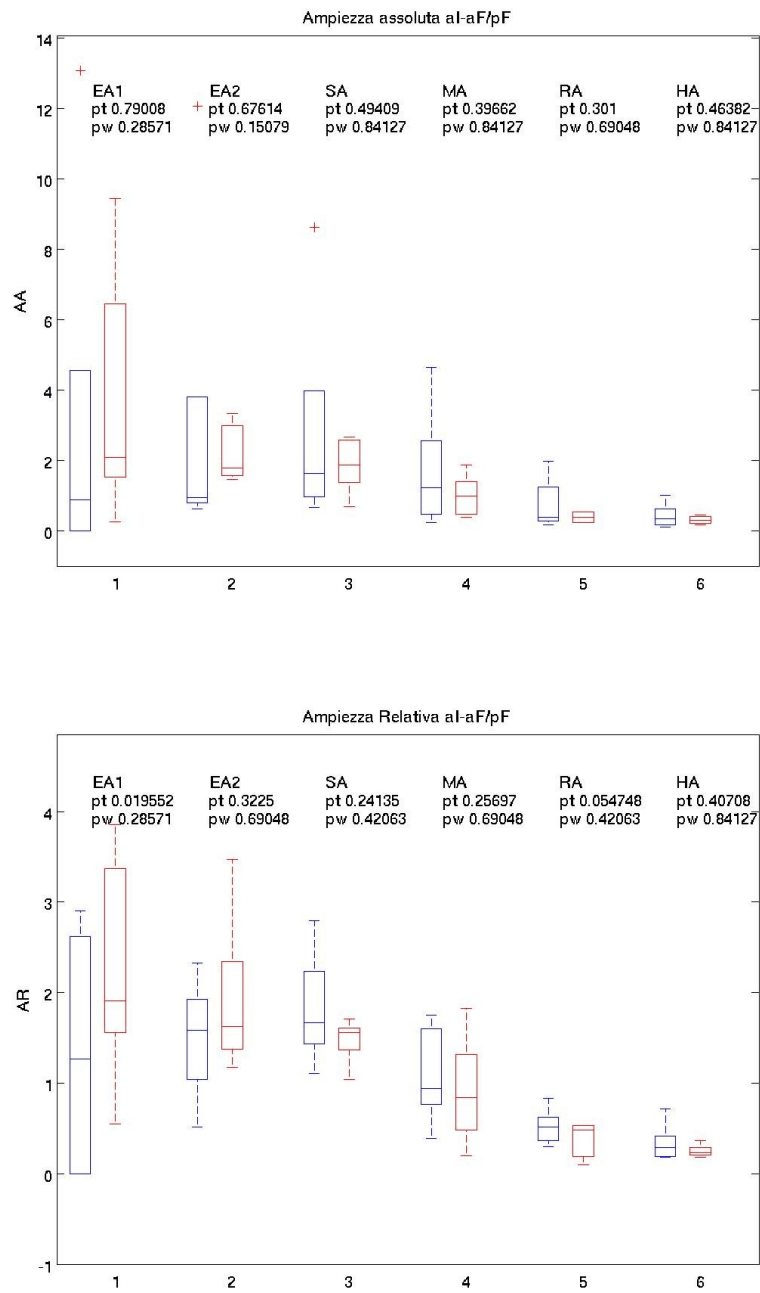 Ampiezza assoluta aI-aF/pF
14
12
10
8
6
4
2
0
AA
EA1 EA2 SA MA RA HA
pt 0.79008 pt 0.67614 pt 0.49409 pt 0.39662 pt 0.301 pt 0.46382
pw 0.28571 pw 0.15079 pw 0.84127 pw 0.84127 pw 0.69048 pw 0.84127
1 2 3 4 5 6
Ampiezza Relativa aI-aF/pF
4
3
2
1
0
-1
AR
EA1 EA2 SA MA RA HA
pt 0.019552 pt 0.3225 pt 0.24135 pt 0.25697 pt 0.054748 pt 0.40708
pw 0.28571 pw 0.69048 pw 0.42063 pw 0.69048 pw 0.42063 pw 0.84127
1 2 3 4 5 6